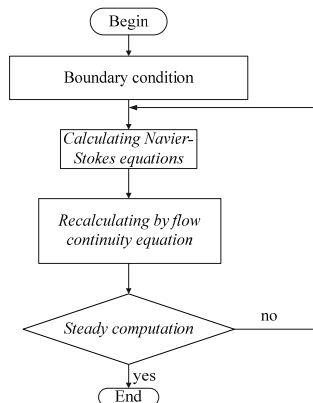 Begin
Boundary condition
Calculating Navier-
Stokes equations
Recalculating by flow
continuity equation
Steady computation
no
yes
End